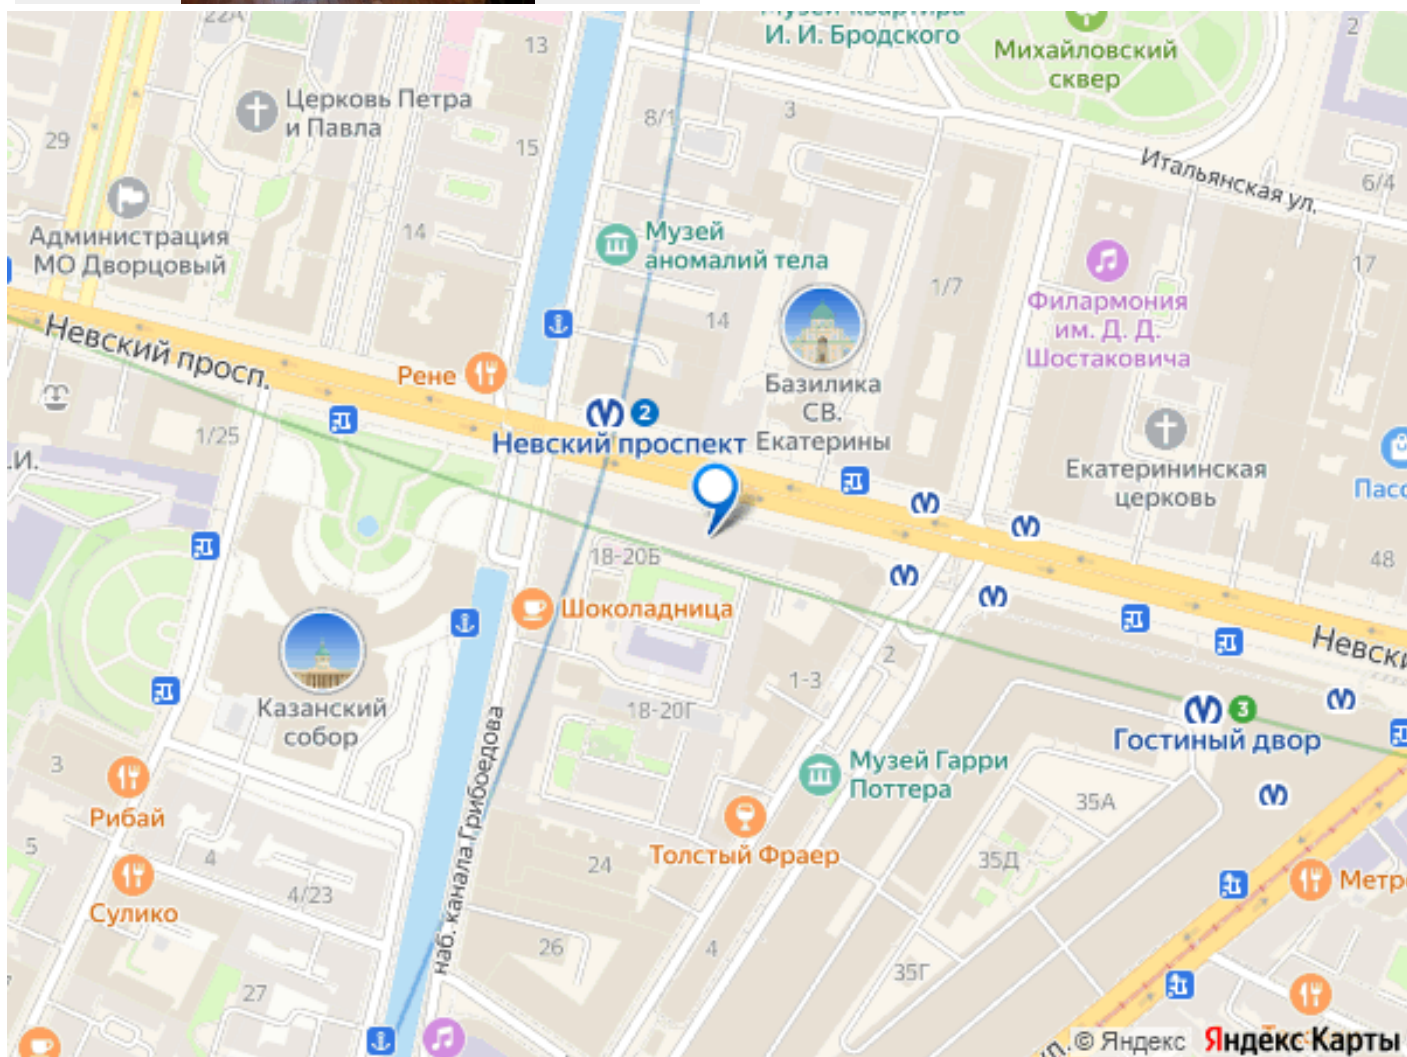 22А
13
И. И. Бродского
Михайловский
сквер
2
Церковь Петра
и Павла
29
15
8/1
3
Итальянская ул.
6/4
Администрация
МО Дворцовый
14
Музей
аномалий тела
1/7
17
Филармония
им. Д. Д.
Шостаковича
14
Невский просп.
Рене
Базилика
СВ.
Екатерины
2
Невский проспект
1/25
.И.
Екатерининская
церковь
Пасс
48
18-20Б
Шоколадница
Невски
2
1-3
Казанский
собор
18-20Г
3
Гостиный двор
Музей Гарри
Поттера
3
Рибай
35А
наб. канала Грибоедова
Толстый Фраер
5
4
24
35Д
Метр
4/23
Сулико
26
4
35Г
27
© Яндекс
Яндекс Карты